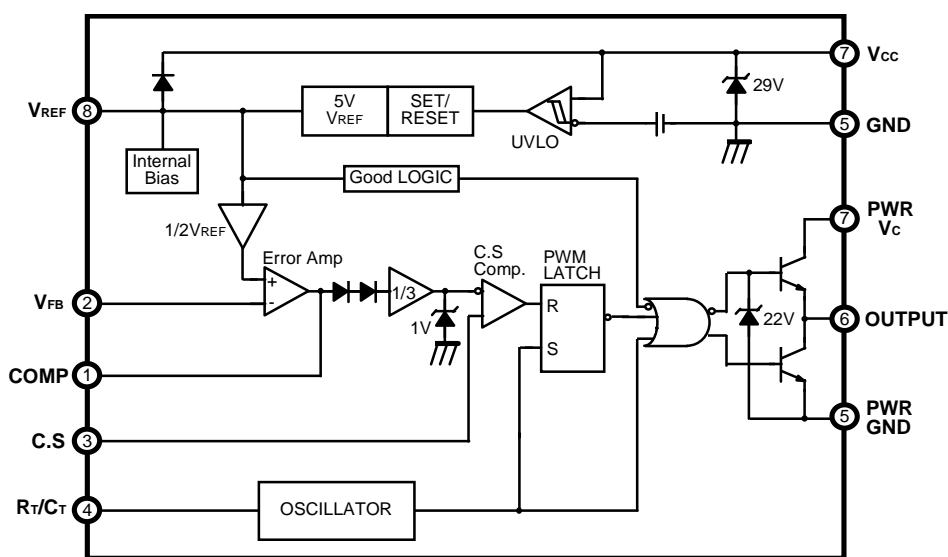 7 VCC
29V
VREF 8
5V
VREF
SET/
RESET
UVLO
5 GND
Internal
Bias
Good LOGIC
1/2VREF
PWR
7 VC
Error Amp
C.S
Comp.
PWM
LATCH
+
-
1/3
VFB 2
1V
R
S
22V
6 OUTPUT
COMP 1
5 PWR
GND
C.S 3
RT/CT 4
OSCILLATOR